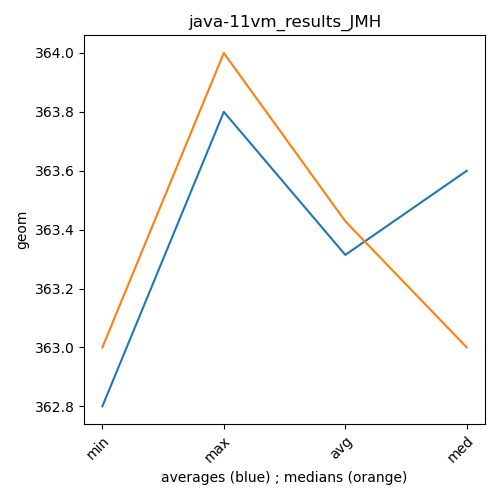 java-11vm_results_JMH
364.0
363.8
363.6
363.4
363.2
363.0
362.8
geom
min
max
avg
med
averages (blue) ; medians (orange)